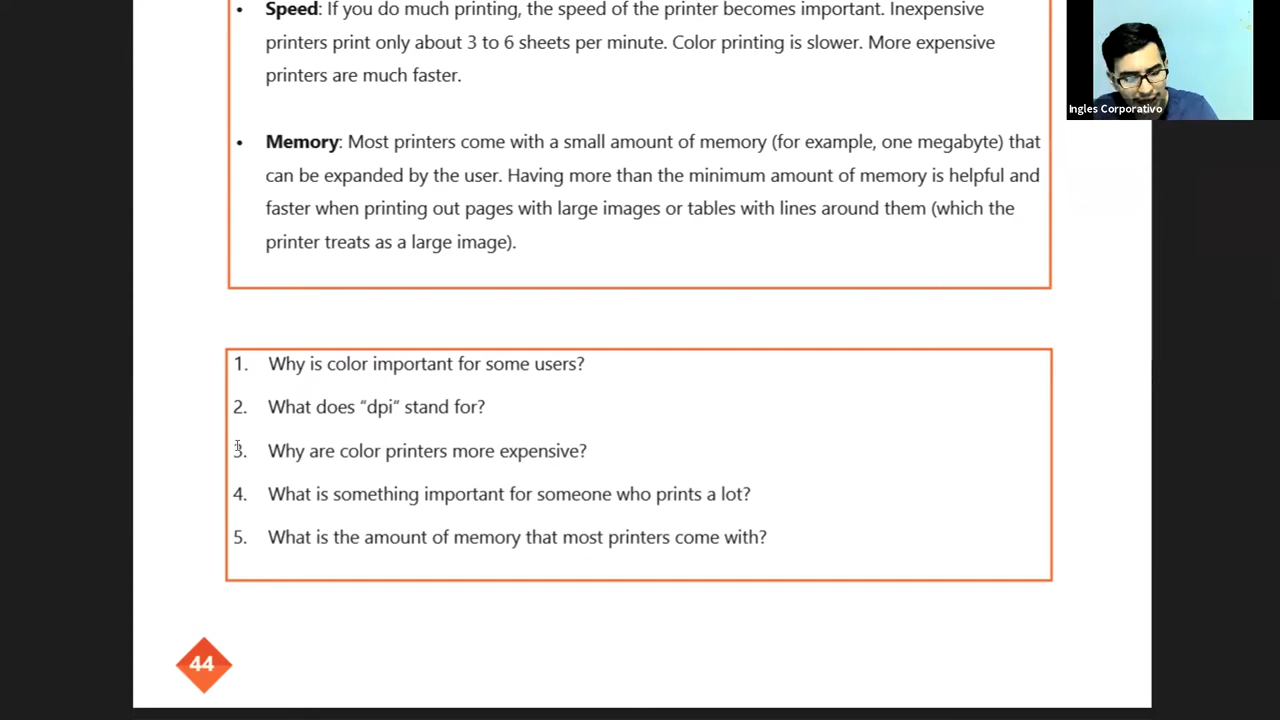 • Speed: If you do much printing, the speed of the printer becomes important. Inexpensive
printers print only about 3 to 6 sheets per minute. Color printing is slower. More expensive
printers are much faster.
• Memory: Most printers come with a small amount of memory (for example, one megabyte) that
can be expanded by the user. Having more than the minimum amount of memory is helpful and
faster when printing out pages with large images or tables with lines around them (which the
printer treats as a large image).
Ingles Corporativo
1. Why is color important for some users?
2. What does “dpi” stand for?
3. Why are color printers more expensive?
4. What is something important for someone who prints a lot?
5. What is the amount of memory that most printers come with?
44